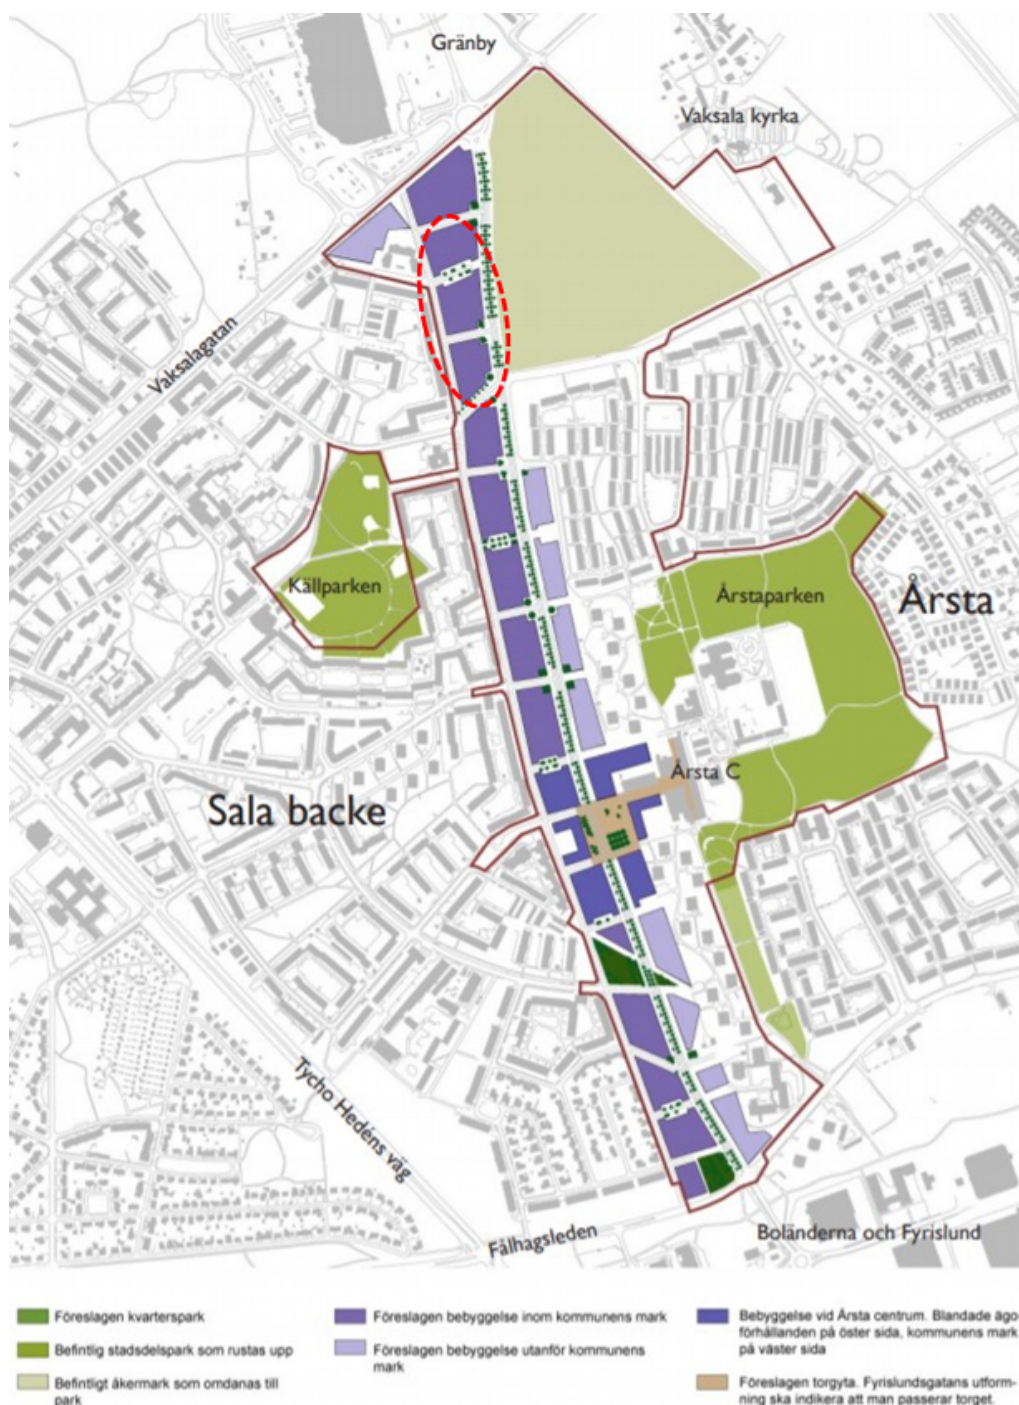 Gränby
Vaksala kyrka
Vaksalagatan
Källparken
Årstaparken
Årsta
Årsta C
Sala backe
Tycho Hedéns väg
Fålhagsleden
Boländerna och Fyrislund
Föreslagen kvarterspark
Befintlig stadsdelspark som rustas upp
Befintligt åkermark som omdanas till
park
Föreslagen bebyggelse inom kommunens mark
Föreslagen bebyggelse utanför kommunens
mark
Bebyggelse vid Årsta centrum. Blandade ägo-
förhållanden på öster sida, kommunens mark
på väster sida
Föreslagen torgyta. Fyrislundsgatans utform-
ning ska indikera att man passerar torget.